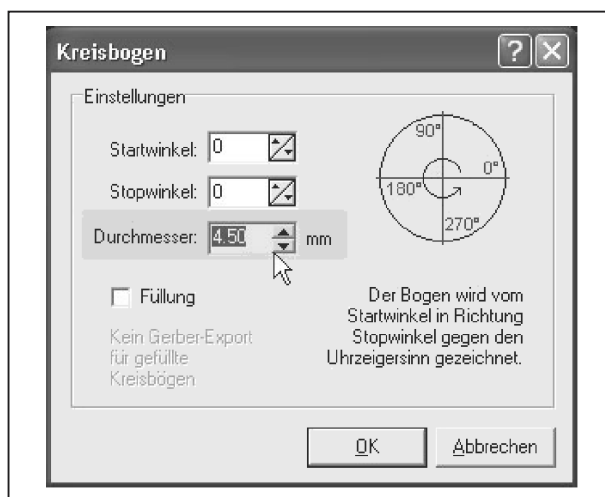 Kreisbogen
Einstellungen
Startwinkel: 0
Stopwinkel: 0
Durchmesser: 4.50 mm
90°
0°
180°
270°
Füllung
Kein Gerber-Export
für gefüllte
Kreisbögen
Der Bogen wird vom
Startwinkel in Richtung
Stopwinkel gegen den
Uhrzeigersinn gezeichnet.
OK
Abbrechen